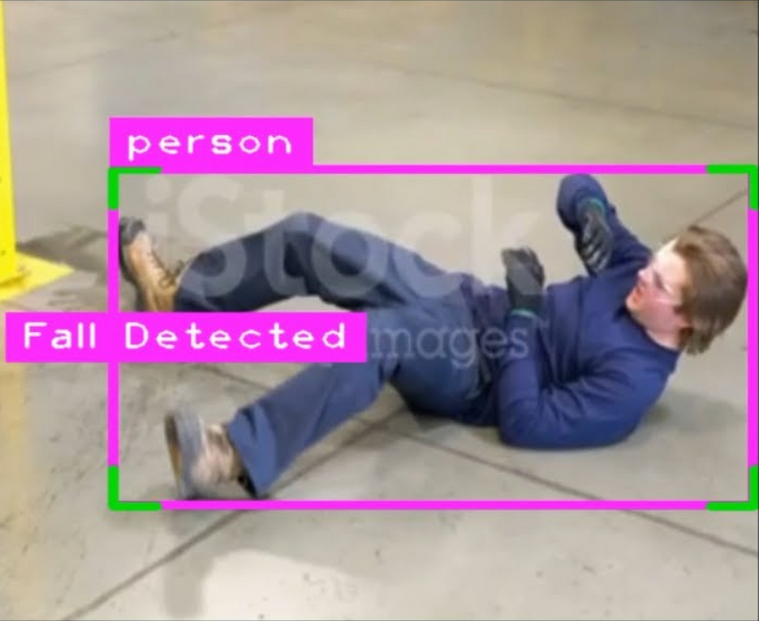 person
iStock
Fall Detected
images